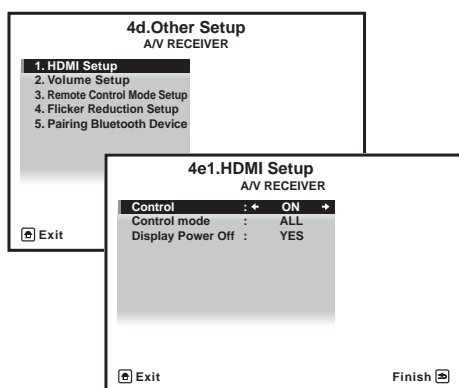 4d.Other Setup
A/V RECEIVER
1. HDMI Setup
2. Volume Setup
3. Remote Control Mode Setup
4. Flicker Reduction Setup
5. Pairing Bluetooth Device
Exit
4e1.HDMI Setup
A/V RECEIVER
Control : ON
Control mode : ALL
Display Power Off : YES
Exit Finish